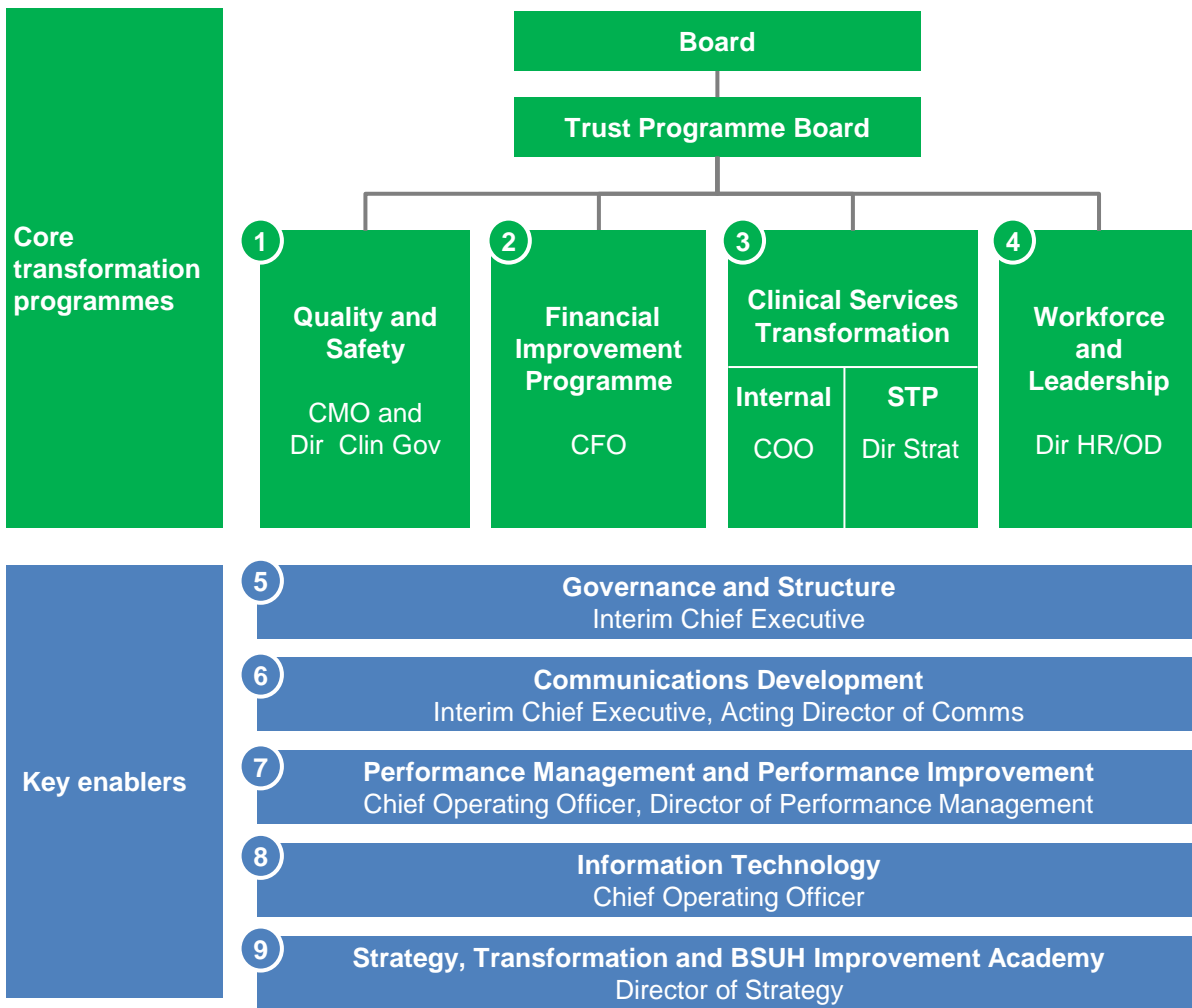 Board
Trust Programme Board
Core
transformation
programmes
1
Quality and
Safety
CMO and
Dir Clin Gov
2
Financial
Improvement
Programme
CFO
3
Clinical Services
Transformation
Internal
COO
STP
Dir Strat
4
Workforce
and
Leadership
Dir HR/OD
Key enablers
5
Governance and Structure
Interim Chief Executive
6
Communications Development
Interim Chief Executive, Acting Director of Comms
7
Performance Management and Performance Improvement
Chief Operating Officer, Director of Performance Management
8
Information Technology
Chief Operating Officer
9
Strategy, Transformation and BSUH Improvement Academy
Director of Strategy